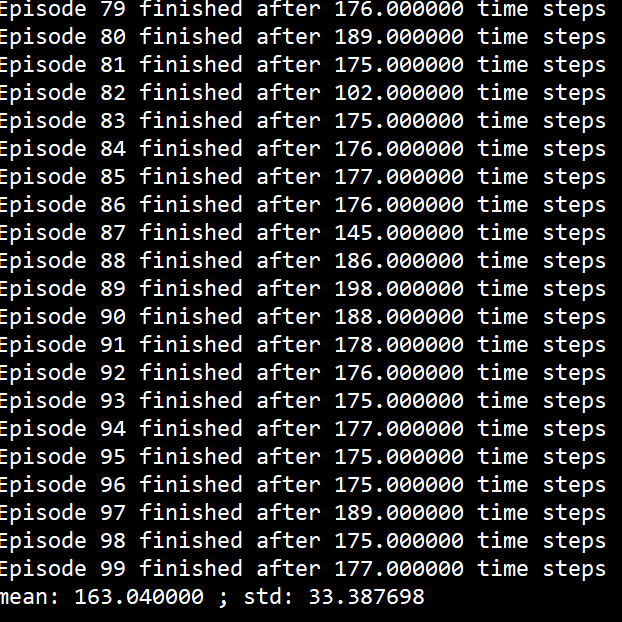 Episode 79 finished after 176.000000 time steps
Episode 80 finished after 189.000000 time steps
Episode 81 finished after 175.000000 time steps
Episode 82 finished after 102.000000 time steps
Episode 83 finished after 175.000000 time steps
Episode 84 finished after 176.000000 time steps
Episode 85 finished after 177.000000 time steps
Episode 86 finished after 176.000000 time steps
Episode 87 finished after 145.000000 time steps
Episode 88 finished after 186.000000 time steps
Episode 89 finished after 198.000000 time steps
Episode 90 finished after 188.000000 time steps
Episode 91 finished after 178.000000 time steps
Episode 92 finished after 176.000000 time steps
Episode 93 finished after 175.000000 time steps
Episode 94 finished after 177.000000 time steps
Episode 95 finished after 175.000000 time steps
Episode 96 finished after 175.000000 time steps
Episode 97 finished after 189.000000 time steps
Episode 98 finished after 175.000000 time steps
Episode 99 finished after 177.000000 time steps
mean: 163.040000 ; std: 33.387698